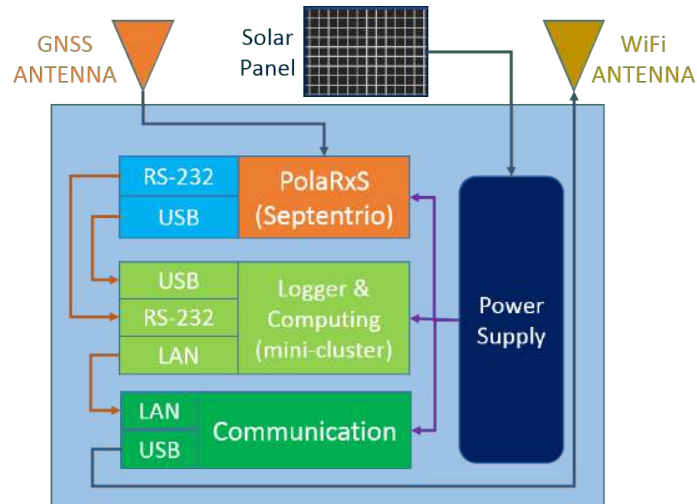 GNSS
ANTENNA
Solar
Panel
WiFi
ANTENNA
RS-232
USB
PolaRxS
(Septentrio)
USB
RS-232
LAN
Logger &
Computing
(mini-cluster)
Power
Supply
LAN
USB
Communication